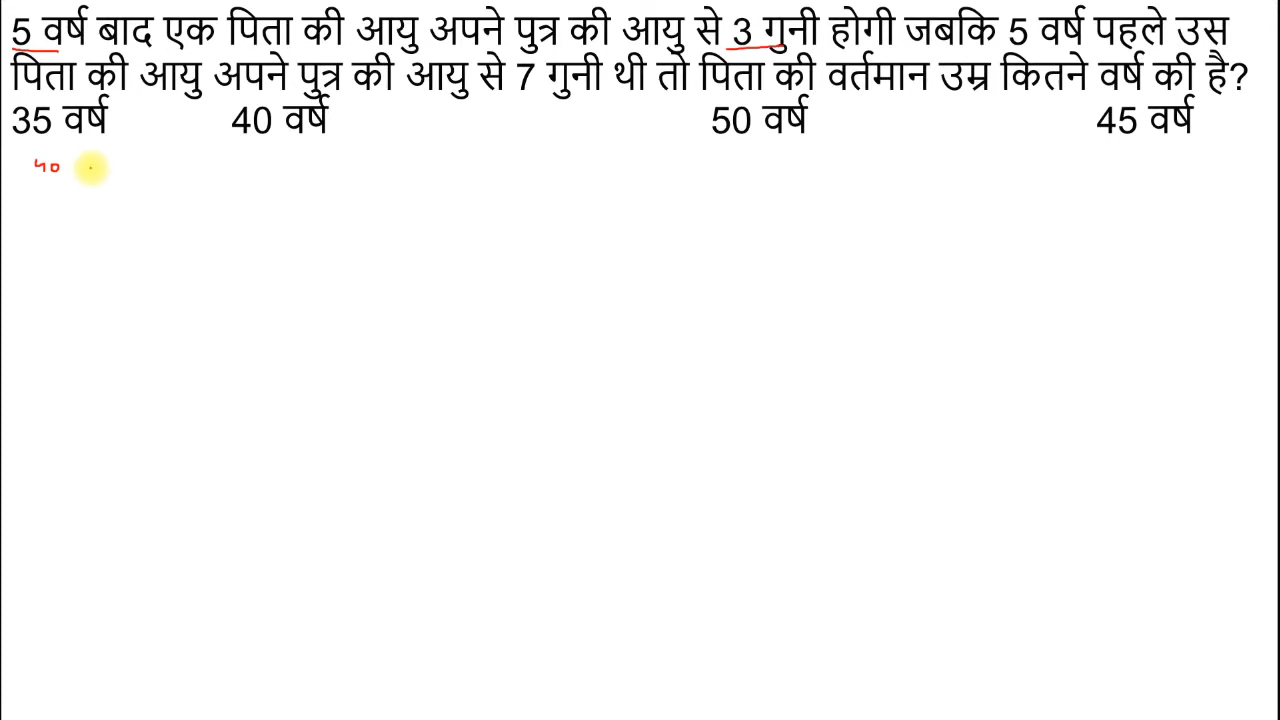 5 वर्ष बाद एक पिता की आयु अपने पुत्र की आयु से 3 गुनी होगी जबकि 5 वर्ष पहले उस
पिता की आयु अपने पुत्र की आयु से 7 गुनी थी तो पिता की वर्तमान उम्र कितने वर्ष की है?
35 वर्ष 40 वर्ष 50 वर्ष 45 वर्ष
40